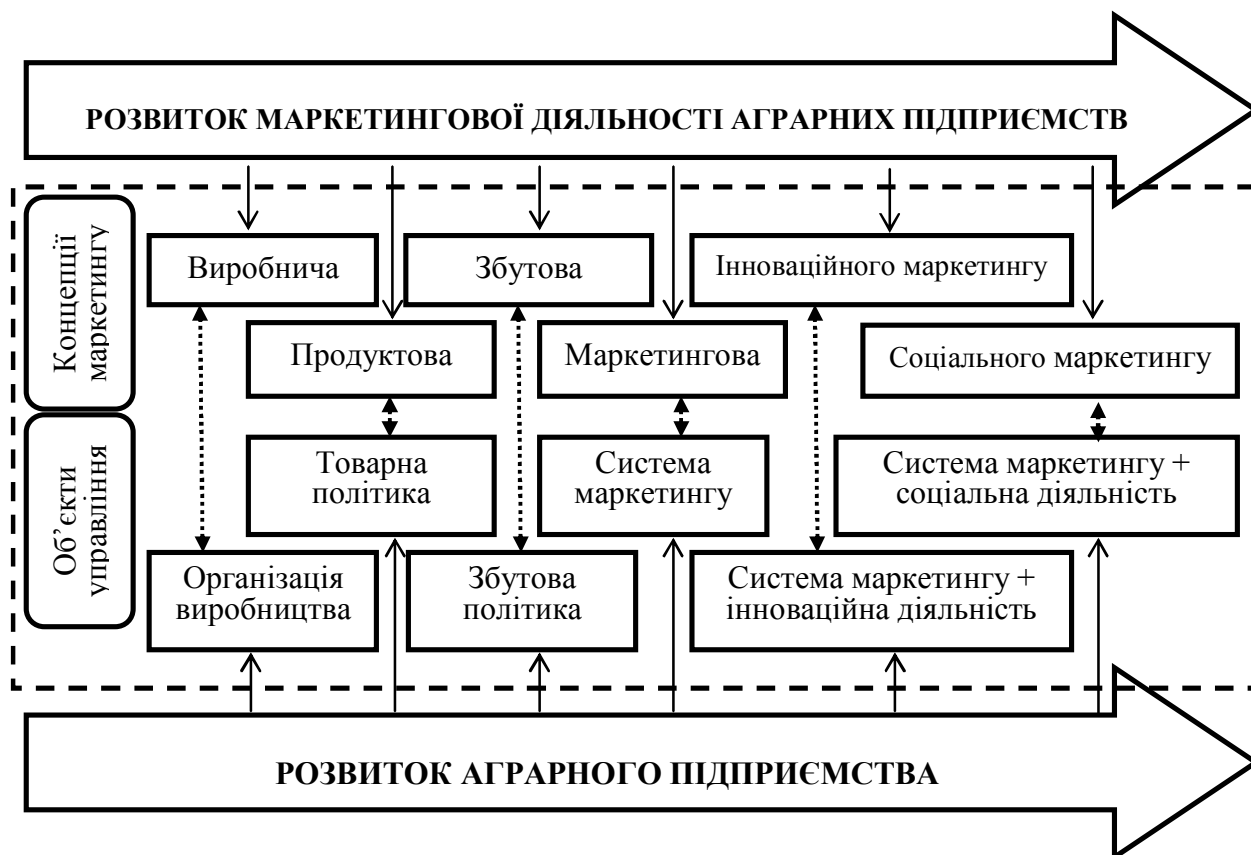 РОЗВИТОК МАРКЕТИНГОВОЇ ДІЯЛЬНОСТІ АГРАРНИХ ПІДПРИЄМСТВ
Концепції
маркетингу
Виробнича
Збутова
Інноваційного маркетингу
Продуктова
Маркетингова
Соціального маркетингу
Об’єкти
управління
Товарна
політика
Система
маркетингу
Система маркетингу +
соціальна діяльність
Організація
виробництва
Збутова
політика
Система маркетингу +
інноваційна діяльність
РОЗВИТОК АГРАРНОГО ПІДПРИЄМСТВА